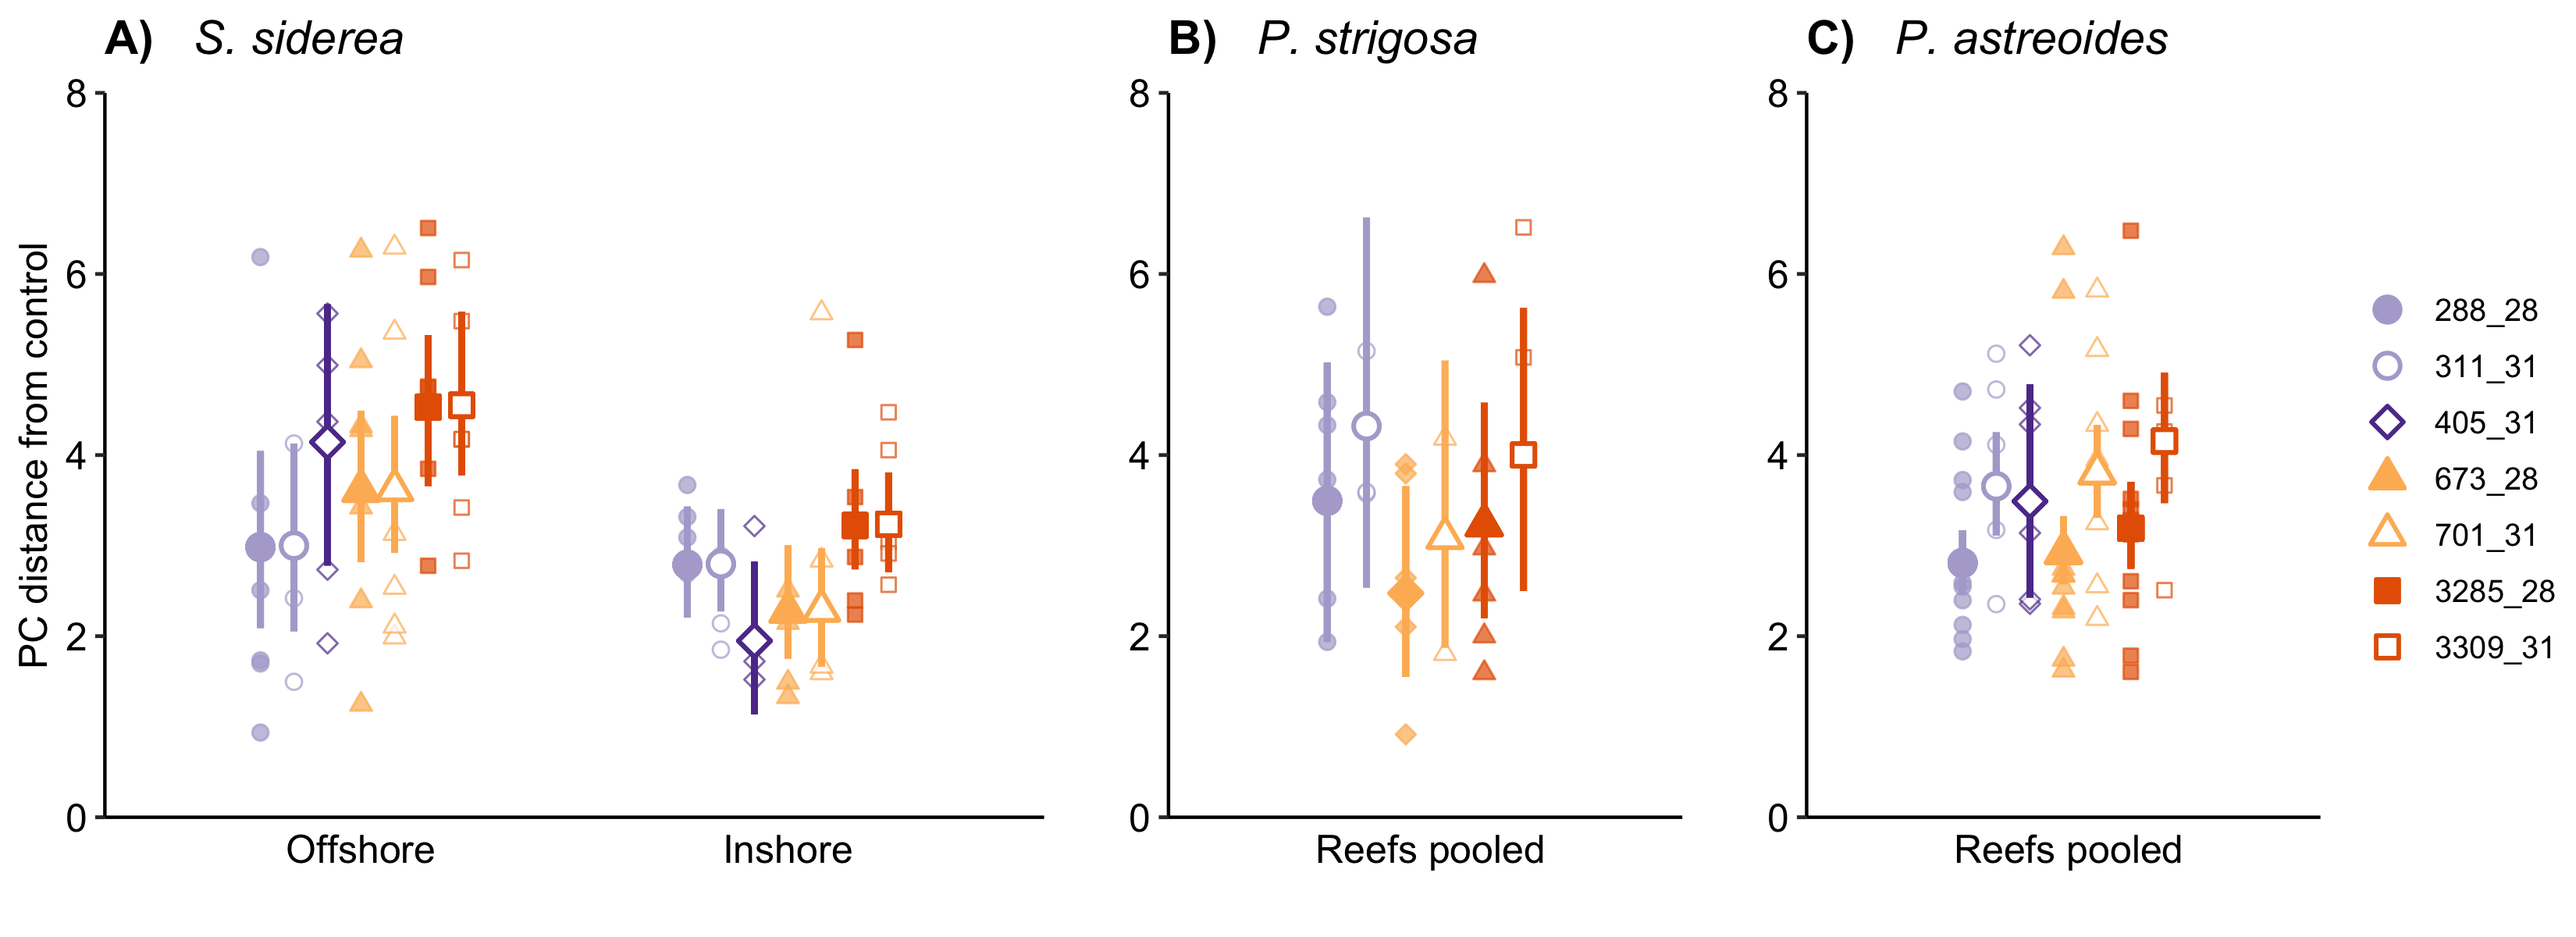 A) S. siderea
B) P. strigosa
C) P. astreoides
PC distance from control
8
6
4
2
0
Offshore
Inshore
8
6
4
2
0
Reefs pooled
8
6
4
2
0
Reefs pooled
288_28
311_31
405_31
673_28
701_31
3285_28
3309_31